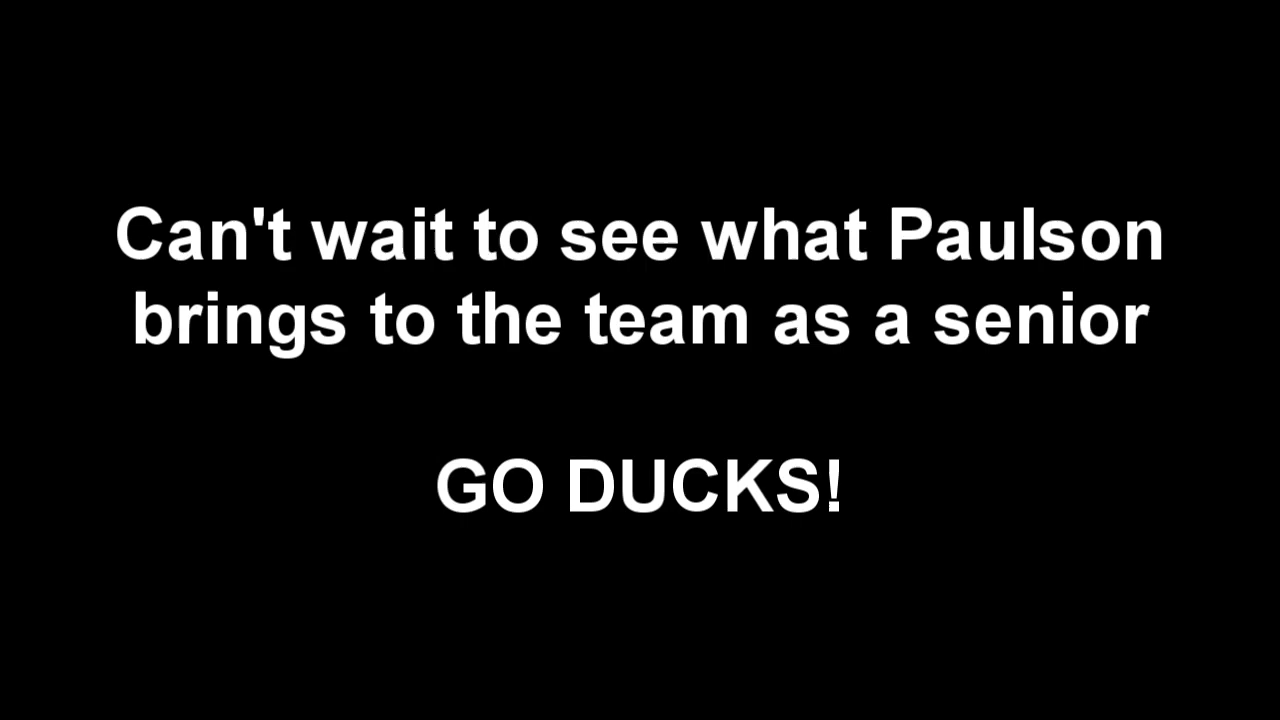 Can't wait to see what Paulson
brings to the team as a senior
GO DUCKS!